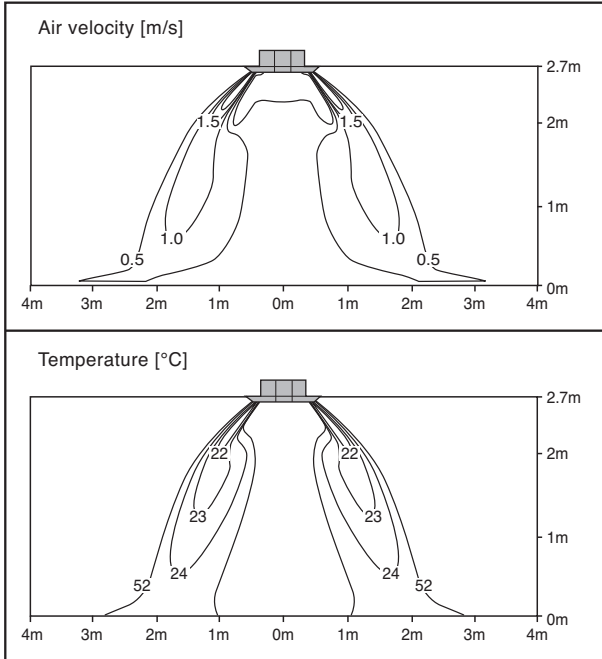 Air velocity [m/s]
2.7m
1.5 1.5 2m
1m
1.0 1.0
0.5 0.5
0m
4m 3m 2m 1m 0m 1m 2m 3m 4m
Temperature [°C]
2.7m
22 22 2m
23 23
1m
24 24
52 52
0m
4m 3m 2m 1m 0m 1m 2m 3m 4m